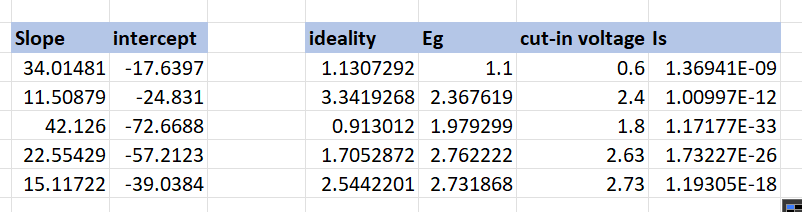 Slope intercept ideality Eg cut-in voltage Is
34.01481 -17.6397 1.1307292 1.1 0.6 1.36941E-09
11.50879 -24.831 3.3419268 2.367619 2.4 1.00997E-12
42.126 -72.6688 0.913012 1.979299 1.8 1.17177E-33
22.55429 -57.2123 1.7052872 2.762222 2.63 1.73227E-26
15.11722 -39.0384 2.5442201 2.731868 2.73 1.19305E-18